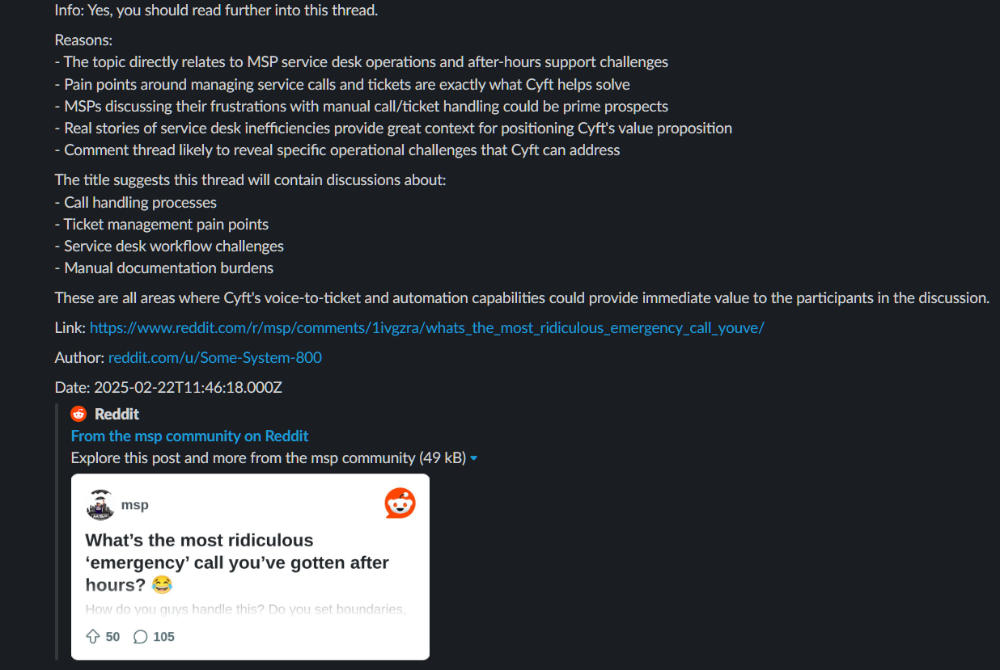 Info: Yes, you should read further into this thread.
Reasons:
- The topic directly relates to MSP service desk operations and after-hours support challenges
- Pain points around managing service calls and tickets are exactly what Cyft helps solve
- MSPs discussing their frustrations with manual call/ticket handling could be prime prospects
- Real stories of service desk inefficiencies provide great context for positioning Cyft's value proposition
- Comment thread likely to reveal specific operational challenges that Cyft can address
The title suggests this thread will contain discussions about:
- Call handling processes
- Ticket management pain points
- Service desk workflow challenges
- Manual documentation burdens
These are all areas where Cyft's voice-to-ticket and automation capabilities could provide immediate value to the participants in the discussion.
Link: https://www.reddit.com/r/msp/comments/1ivgzra/whats_the_most_ridiculous_emergency_call_youve/
Author: reddit.com/u/Some-System-800
Date: 2025-02-22T11:46:18.000Z
Reddit
From the msp community on Reddit
Explore this post and more from the msp community (49 kB)
msp
What’s the most ridiculous
‘emergency’ call you’ve gotten after
hours? 😂
How do you guys handle this? Do you set boundaries,
50 105